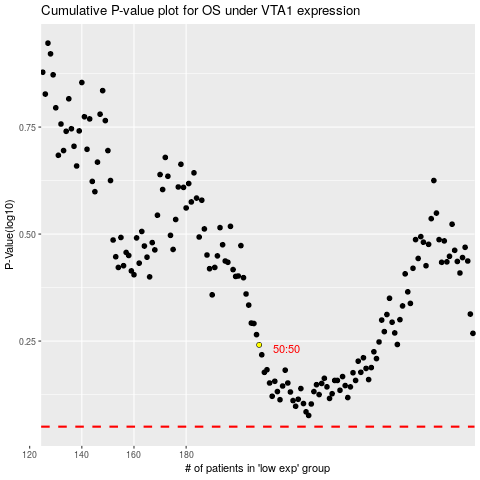 Cumulative P-value plot for OS under VTA1 expression
P-Value(log10)
0.75
0.50
0.25
50:50
120 140 160 180
# of patients in 'low exp' group